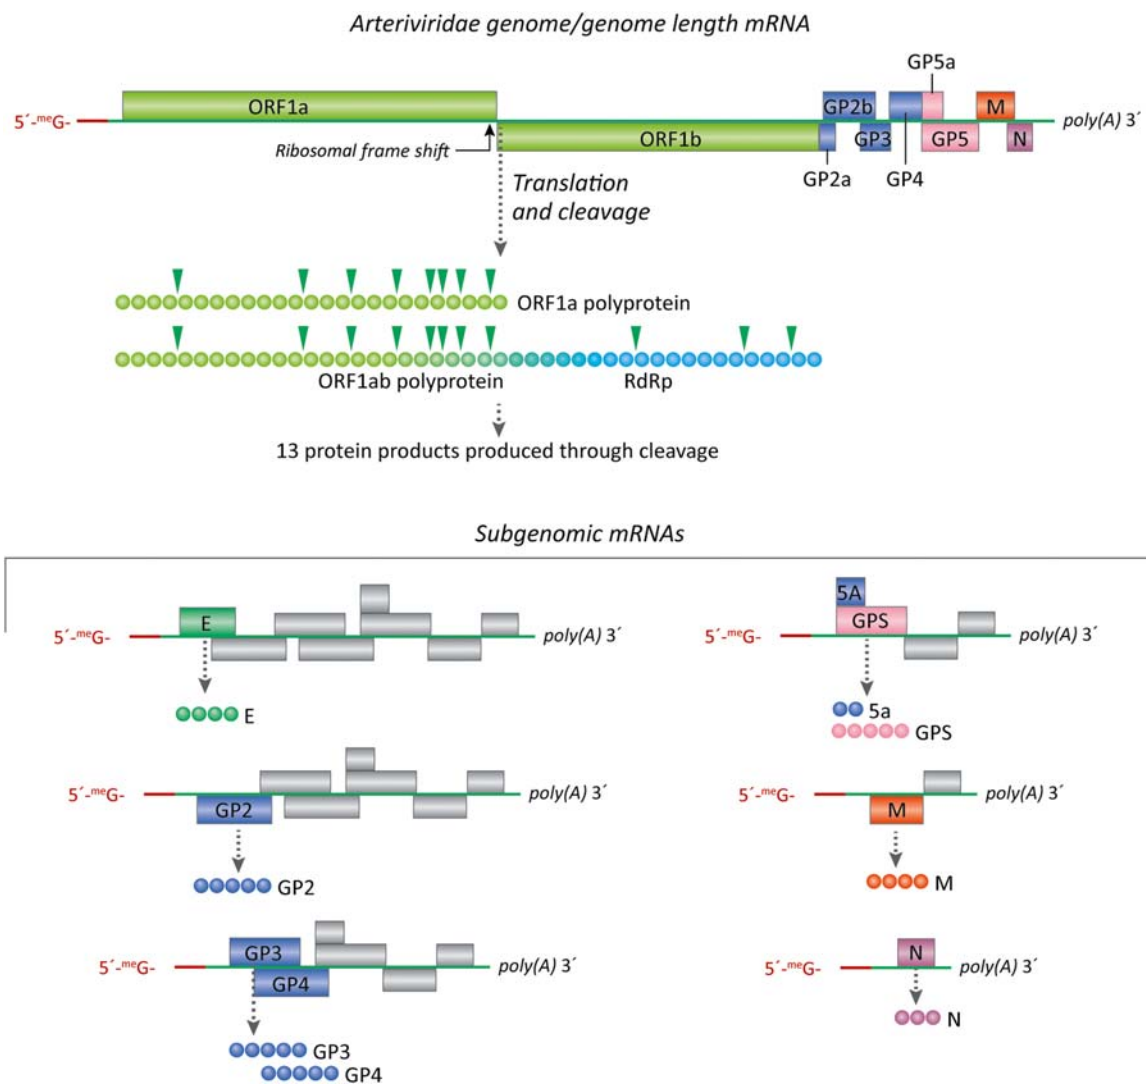 Arteriviridae genome/genome length mRNA
GP5a
ORF1a
GP2b
M
5´-meG-
poly(A) 3´
Ribosomal frame shift
ORF1b
GP3
GP5
N
GP2a
GP4
Translation
and cleavage
ORF1a polyprotein
ORF1ab polyprotein
RdRp
13 protein products produced through cleavage
Subgenomic mRNAs
E
5´-meG-
poly(A) 3´
E
5A
GPS
5´-meG-
poly(A) 3´
5a
GPS
5´-meG-
GP2
poly(A) 3´
GP2
5´-meG-
M
poly(A) 3´
M
GP3
5´-meG-
poly(A) 3´
GP4
GP3
GP4
N
5´-meG-
poly(A) 3´
N